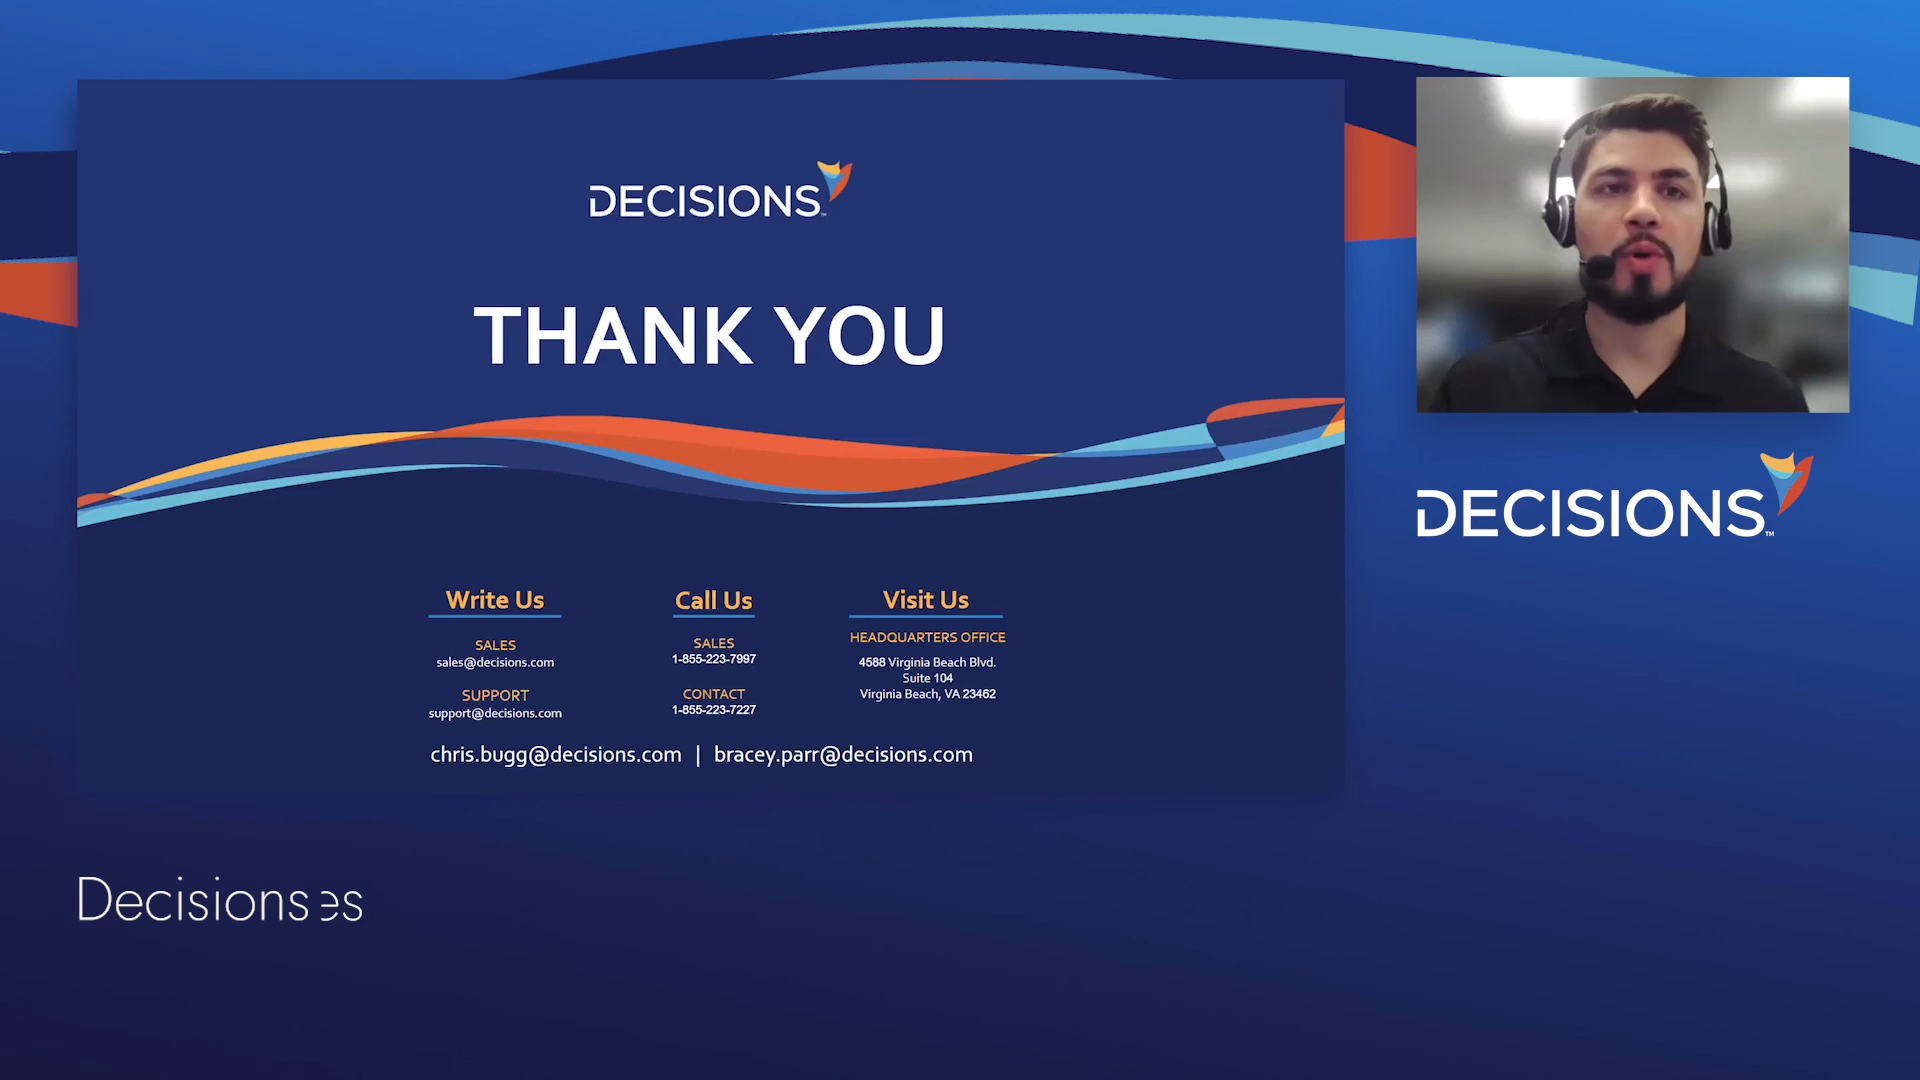 DECISIONS™
THANK YOU
Write Us
SALES
sales@decisions.com
SUPPORT
support@decisions.com
Call Us
SALES
1-855-223-7997
CONTACT
1-855-223-7227
Visit Us
HEADQUARTERS OFFICE
4588 Virginia Beach Blvd.
Suite 104
Virginia Beach, VA 23462
chris.bugg@decisions.com | bracey.parr@decisions.com
DECISIONS™
Decisions